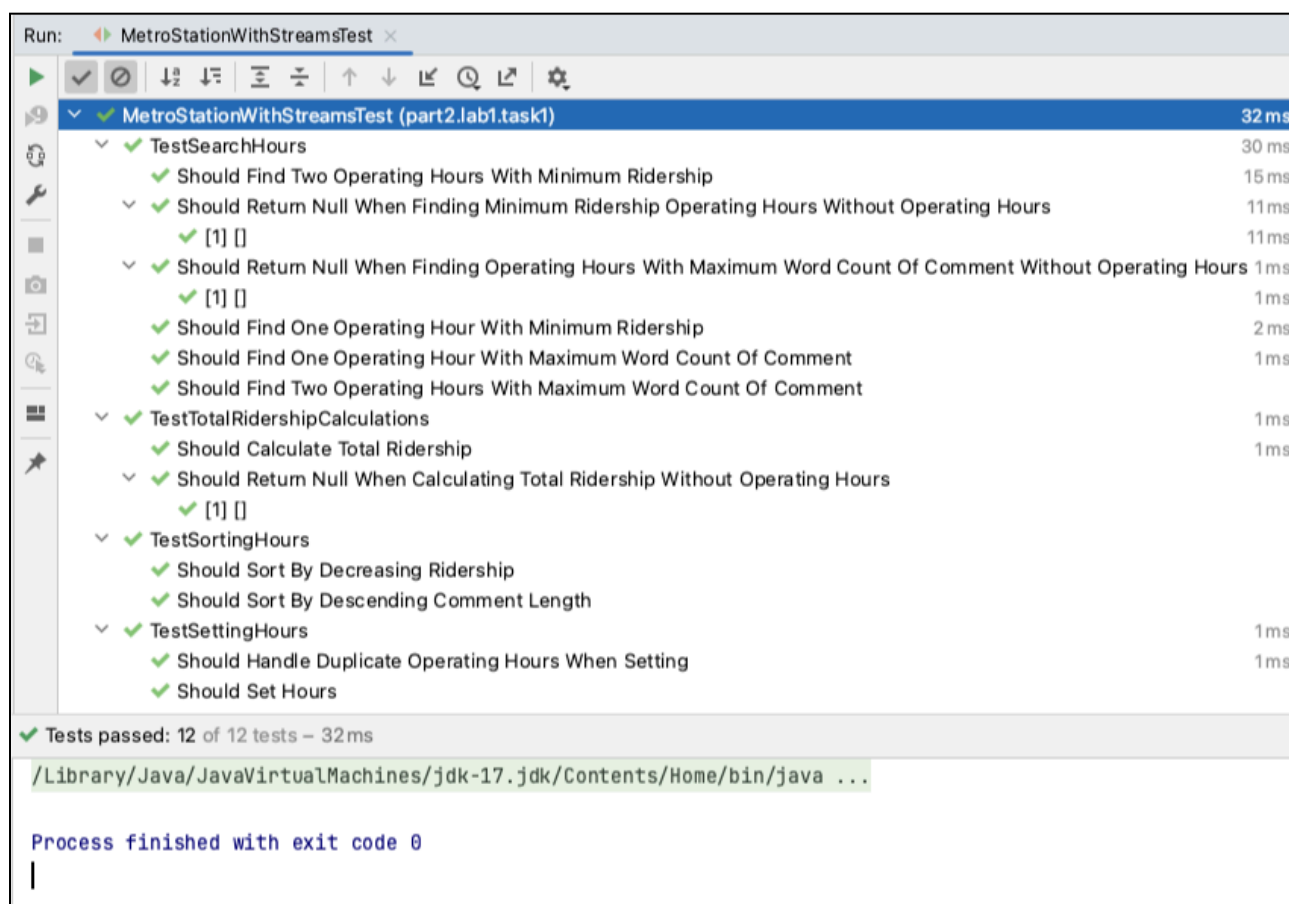 Run: MetroStationWithStreamsTest ×
MetroStationWithStreamsTest (part2.lab1.task1) 32 ms
TestSearchHours 30 ms
Should Find Two Operating Hours With Minimum Ridership 15 ms
Should Return Null When Finding Minimum Ridership Operating Hours Without Operating Hours 11 ms
[1] [] 11 ms
Should Return Null When Finding Operating Hours With Maximum Word Count Of Comment Without Operating Hours 1 ms
[1] [] 1 ms
Should Find One Operating Hour With Minimum Ridership 2 ms
Should Find One Operating Hour With Maximum Word Count Of Comment 1 ms
Should Find Two Operating Hours With Maximum Word Count Of Comment
TestTotalRidershipCalculations 1 ms
Should Calculate Total Ridership 1 ms
Should Return Null When Calculating Total Ridership Without Operating Hours
[1] []
TestSortingHours
Should Sort By Decreasing Ridership
Should Sort By Descending Comment Length
TestSettingHours 1 ms
Should Handle Duplicate Operating Hours When Setting 1 ms
Should Set Hours
Tests passed: 12 of 12 tests – 32 ms
/Library/Java/JavaVirtualMachines/jdk-17.jdk/Contents/Home/bin/java ...
Process finished with exit code 0